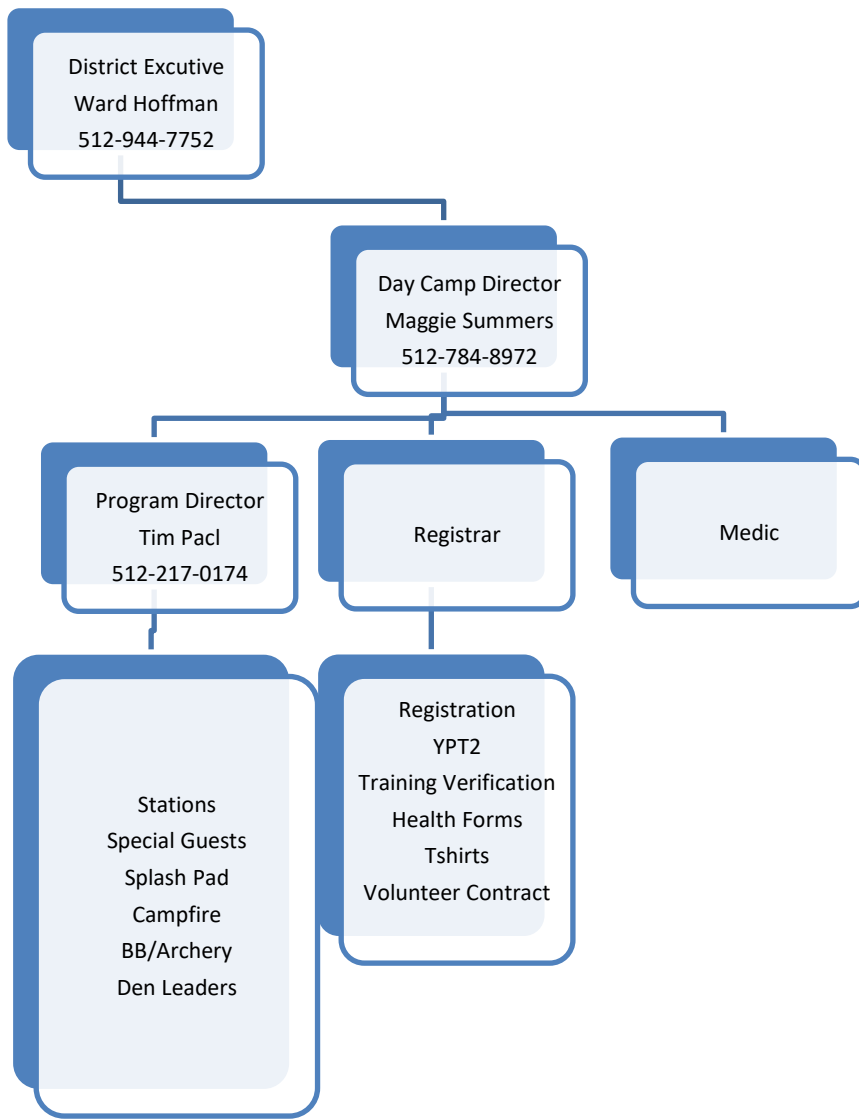 District Excutive
Ward Hoffman
512-944-7752
Day Camp Director
Maggie Summers
512-784-8972
Program Director
Tim Pacl
512-217-0174
Registrar
Medic
Stations
Special Guests
Splash Pad
Campfire
BB/Archery
Den Leaders
Registration
YPT2
Training Verification
Health Forms
Tshirts
Volunteer Contract